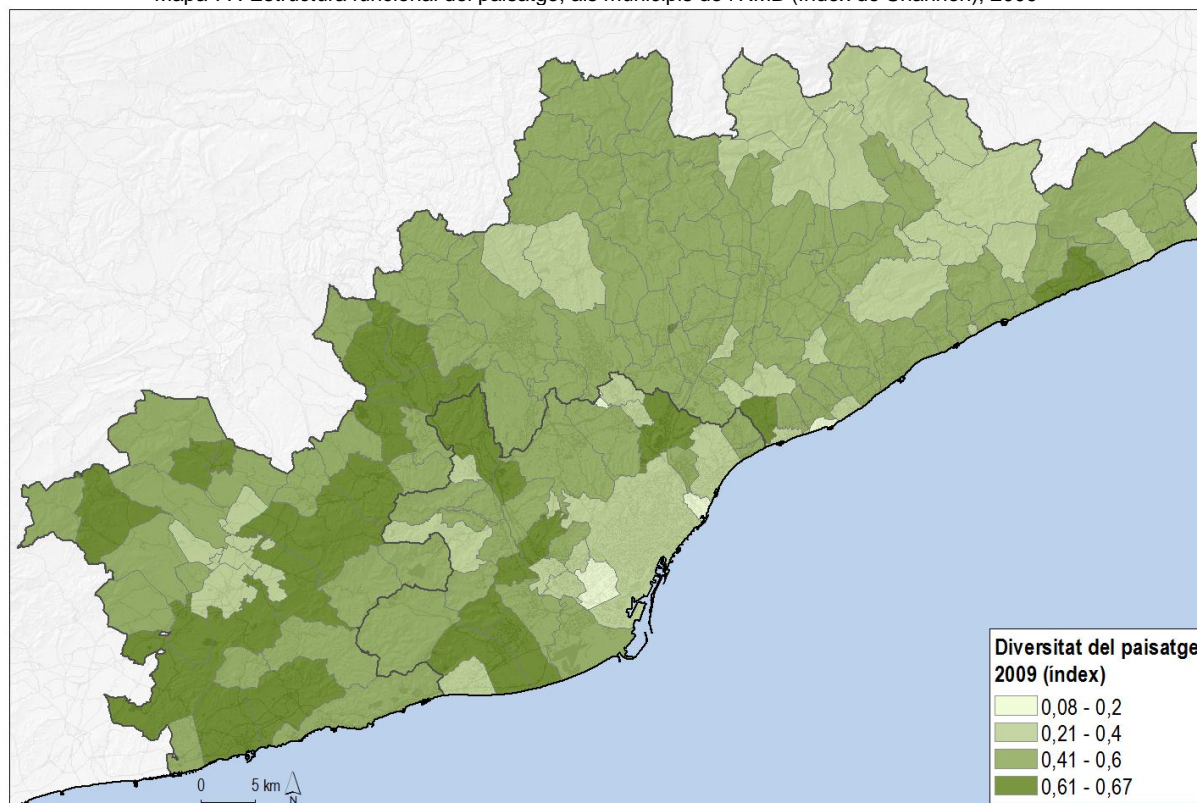 Diversitat del paisatge
2009 (índex)
0,08 - 0,2
0,21 - 0,4
0,41 - 0,6
0,61 - 0,67
0 5 km
N